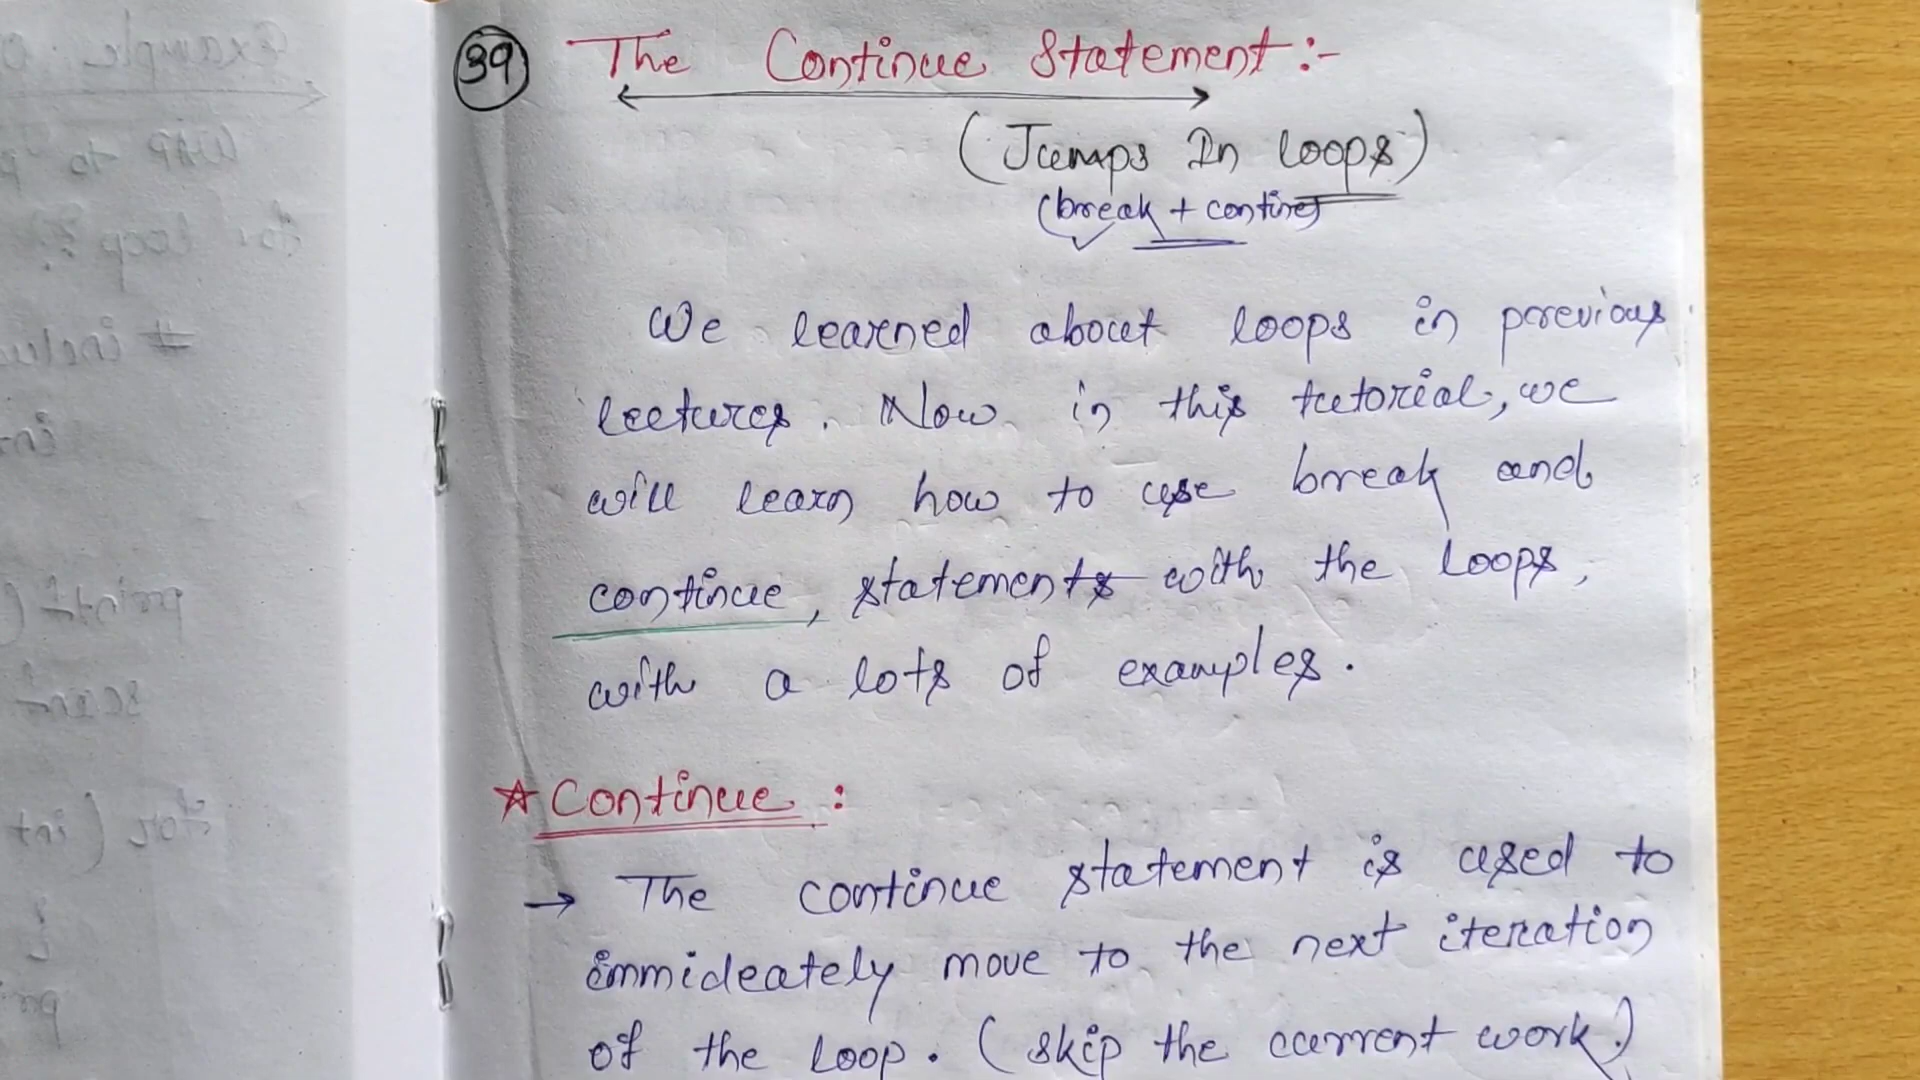 39 The Continue Statement :-
(Jumps In loops)
(break + contine)
We learned about loops in previous
lectures. Now in this tutorial, we
will learn how to use break and
continue, statements with the loops,
with a lots of examples.
☆ Continue :
→ The continue statement is used to
immideately move to the next iteration
of the loop. (skip the current work.)